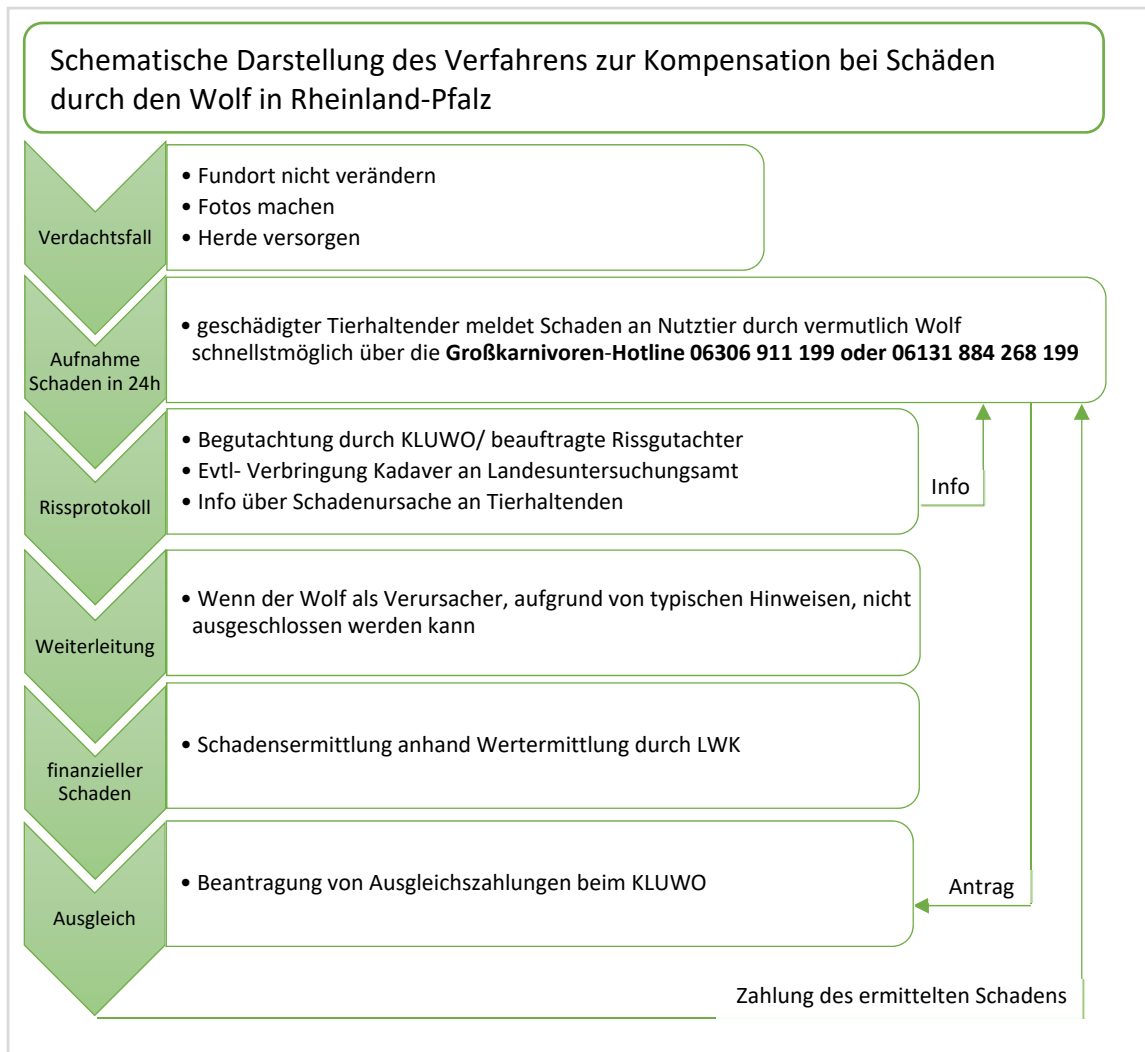 Schematische Darstellung des Verfahrens zur Kompensation bei Schäden
durch den Wolf in Rheinland-Pfalz
Verdachtsfall
• Fundort nicht verändern
• Fotos machen
• Herde versorgen
Aufnahme
Schaden in 24h
• geschädigter Tierhaltender meldet Schaden an Nutztier durch vermutlich Wolf
schnellstmöglich über die Großkarnivoren-Hotline 06306 911 199 oder 06131 884 268 199
Rissprotokoll
• Begutachtung durch KLUWO/ beauftragte Rissgutachter
• Evtl- Verbringung Kadaver an Landesuntersuchungsamt
• Info über Schadenursache an Tierhaltenden
Info
Weiterleitung
• Wenn der Wolf als Verursacher, aufgrund von typischen Hinweisen, nicht
ausgeschlossen werden kann
finanzieller
Schaden
• Schadensermittlung anhand Wertermittlung durch LWK
Ausgleich
• Beantragung von Ausgleichszahlungen beim KLUWO
Antrag
Zahlung des ermittelten Schadens